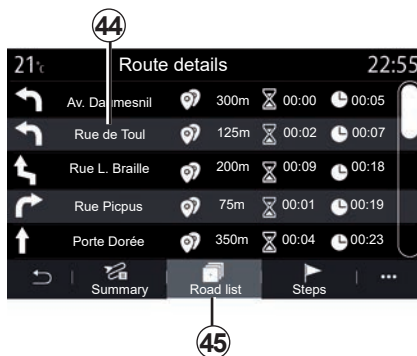 44
21°c Route details 22:55
Av. Daumesnil 300m 00:00 00:05
Rue de Toul 125m 00:02 00:07
Rue L. Braille 200m 00:09 00:18
Rue Picpus 75m 00:01 00:19
Porte Dorée 350m 00:04 00:23
Summary Road list Steps ...
45